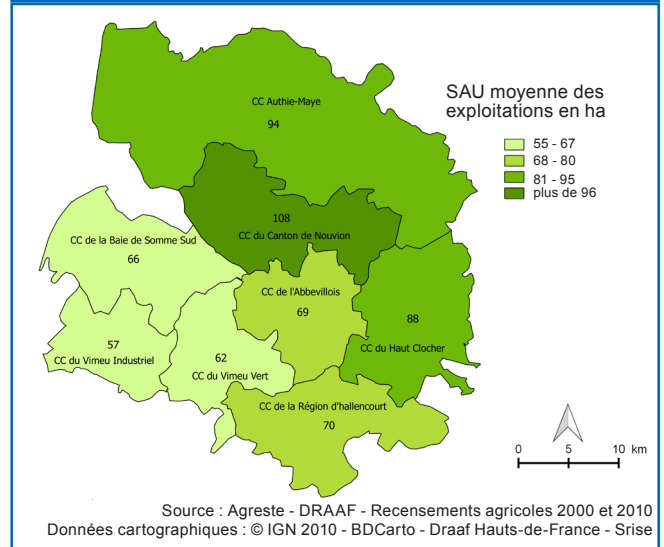 SAU moyenne des
exploitations en ha
55 - 67
68 - 80
81 - 95
plus de 96
CC Authie-Maye
94
108
CC du Canton de Nouvion
CC de la Baie de Somme Sud
66
CC de l'Abbevillois
69
88
CC du Haut Clocher
57
CC du Vimeu Industriel
62
CC du Vimeu Vert
CC de la Région d'hallencourt
70
0 5 10 km
Source : Agreste - DRAAF - Recensements agricoles 2000 et 2010
Données cartographiques : © IGN 2010 - BDCarto - Draaf Hauts-de-France - Srise